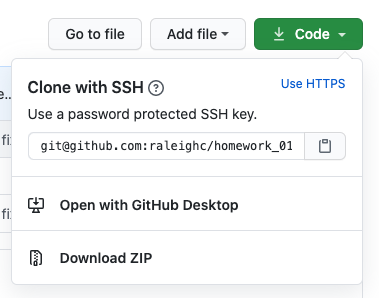 Go to file
Add file
Code
Clone with SSH
Use HTTPS
Use a password protected SSH key.
git@github.com:raleighc/homework_01
Open with GitHub Desktop
Download ZIP